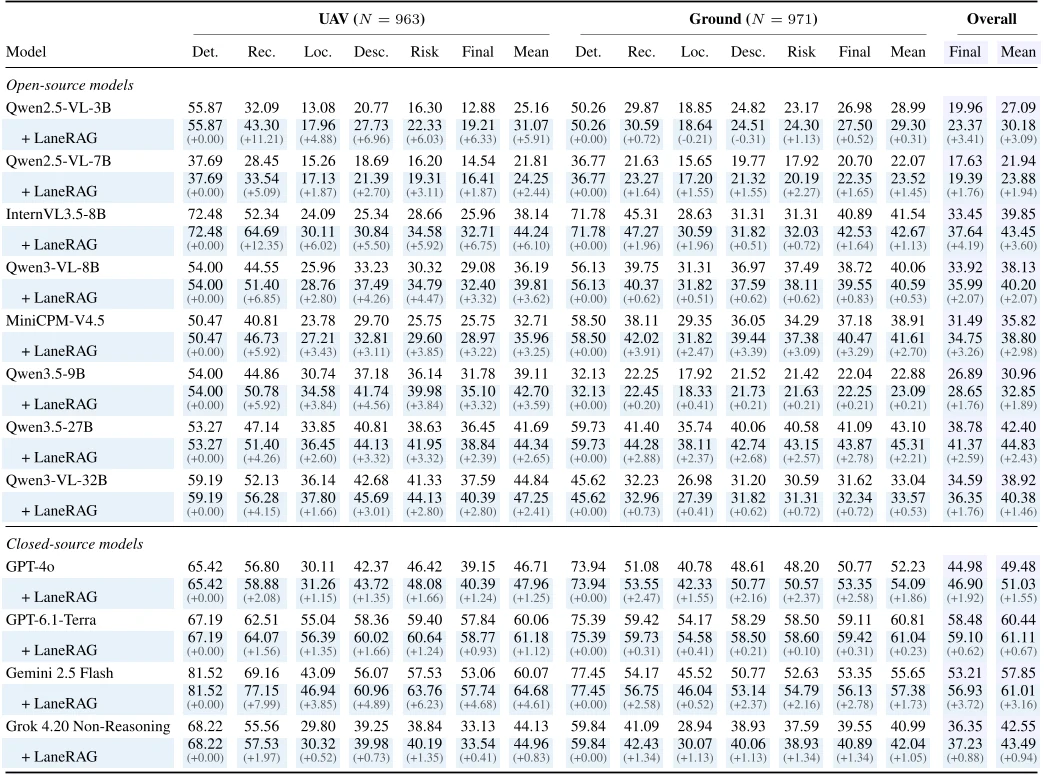 UAV (N = 963) Ground (N = 971) Overall
Model Det. Rec. Loc. Desc. Risk Final Mean Det. Rec. Loc. Desc. Risk Final Mean Final Mean
Open-source models
Qwen2.5-VL-3B 55.87 32.09 13.08 20.77 16.30 12.88 25.16 50.26 29.87 18.85 24.82 23.17 26.98 28.99 19.96 27.09
+ LaneRAG 55.87 43.30 17.96 27.73 22.33 19.21 31.07 50.26 30.59 18.64 24.51 24.30 27.50 29.30 23.37 30.18
(+0.00) (+11.21) (+4.88) (+6.96) (+6.03) (+6.33) (+5.91) (+0.00) (+0.72) (-0.21) (-0.31) (+1.13) (+0.52) (+0.31) (+3.41) (+3.09)
Qwen2.5-VL-7B 37.69 28.45 15.26 18.69 16.20 14.54 21.81 36.77 21.63 15.65 19.77 17.92 20.70 22.07 17.63 21.94
+ LaneRAG 37.69 33.54 17.13 21.39 19.31 16.41 24.25 36.77 23.27 17.20 21.32 20.19 22.35 23.52 19.39 23.88
(+0.00) (+5.09) (+1.87) (+2.70) (+3.11) (+1.87) (+2.44) (+0.00) (+1.64) (+1.55) (+1.55) (+2.27) (+1.65) (+1.45) (+1.76) (+1.94)
InternVL3.5-8B 72.48 52.34 24.09 25.34 28.66 25.96 38.14 71.78 45.31 28.63 31.31 31.31 40.89 41.54 33.45 39.85
+ LaneRAG 72.48 64.69 30.11 30.84 34.58 32.71 44.24 71.78 47.27 30.59 31.82 32.03 42.53 42.67 37.64 43.45
(+0.00) (+12.35) (+6.02) (+5.50) (+5.92) (+6.75) (+6.10) (+0.00) (+1.96) (+1.96) (+0.51) (+0.72) (+1.64) (+1.13) (+4.19) (+3.60)
Qwen3-VL-8B 54.00 44.55 25.96 33.23 30.32 29.08 36.19 56.13 39.75 31.31 36.97 37.49 38.72 40.06 33.92 38.13
+ LaneRAG 54.00 51.40 28.76 37.49 34.79 32.40 39.81 56.13 40.37 31.82 37.59 38.11 39.55 40.59 35.99 40.20
(+0.00) (+6.85) (+2.80) (+4.26) (+4.47) (+3.32) (+3.62) (+0.00) (+0.62) (+0.51) (+0.62) (+0.62) (+0.83) (+0.53) (+2.07) (+2.07)
MiniCPM-V4.5 50.47 40.81 23.78 29.70 25.75 25.75 32.71 58.50 38.11 29.35 36.05 34.29 37.18 38.91 31.49 35.82
+ LaneRAG 50.47 46.73 27.21 32.81 29.60 28.97 35.96 58.50 42.02 31.82 39.44 37.38 40.47 41.61 34.75 38.80
(+0.00) (+5.92) (+3.43) (+3.11) (+3.85) (+3.22) (+3.25) (+0.00) (+3.91) (+2.47) (+3.39) (+3.09) (+3.29) (+2.70) (+3.26) (+2.98)
Qwen3.5-9B 54.00 44.86 30.74 37.18 36.14 31.78 39.11 32.13 22.25 17.92 21.52 21.42 22.04 22.88 26.89 30.96
+ LaneRAG 54.00 50.78 34.58 41.74 39.98 35.10 42.70 32.13 22.45 18.33 21.73 21.63 22.25 23.09 28.65 32.85
(+0.00) (+5.92) (+3.84) (+4.56) (+3.84) (+3.32) (+3.59) (+0.00) (+0.20) (+0.41) (+0.21) (+0.21) (+0.21) (+0.21) (+1.76) (+1.89)
Qwen3.5-27B 53.27 47.14 33.85 40.81 38.63 36.45 41.69 59.73 41.40 35.74 40.06 40.58 41.09 43.10 38.78 42.40
+ LaneRAG 53.27 51.40 36.45 44.13 41.95 38.84 44.34 59.73 44.28 38.11 42.74 43.15 43.87 45.31 41.37 44.83
(+0.00) (+4.26) (+2.60) (+3.32) (+3.32) (+2.39) (+2.65) (+0.00) (+2.88) (+2.37) (+2.68) (+2.57) (+2.78) (+2.21) (+2.59) (+2.43)
Qwen3-VL-32B 59.19 52.13 36.14 42.68 41.33 37.59 44.84 45.62 32.23 26.98 31.20 30.59 31.62 33.04 34.59 38.92
+ LaneRAG 59.19 56.28 37.80 45.69 44.13 40.39 47.25 45.62 32.96 27.39 31.82 31.31 32.34 33.57 36.35 40.38
(+0.00) (+4.15) (+1.66) (+3.01) (+2.80) (+2.80) (+2.41) (+0.00) (+0.73) (+0.41) (+0.62) (+0.72) (+0.72) (+0.53) (+1.76) (+1.46)
Closed-source models
GPT-4o 65.42 56.80 30.11 42.37 46.42 39.15 46.71 73.94 51.08 40.78 48.61 48.20 50.77 52.23 44.98 49.48
+ LaneRAG 65.42 58.88 31.26 43.72 48.08 40.39 47.96 73.94 53.55 42.33 50.77 50.57 53.35 54.09 46.90 51.03
(+0.00) (+2.08) (+1.15) (+1.35) (+1.66) (+1.24) (+1.25) (+0.00) (+2.47) (+1.55) (+2.16) (+2.37) (+2.58) (+1.86) (+1.92) (+1.55)
GPT-6.1-Terra 67.19 62.51 55.04 58.36 59.40 57.84 60.06 75.39 59.42 54.17 58.29 58.50 59.11 60.81 58.48 60.44
+ LaneRAG 67.19 64.07 56.39 60.02 60.64 58.77 61.18 75.39 59.73 54.58 58.50 58.60 59.42 61.04 59.10 61.11
(+0.00) (+1.56) (+1.35) (+1.66) (+1.24) (+0.93) (+1.12) (+0.00) (+0.31) (+0.41) (+0.21) (+0.10) (+0.31) (+0.23) (+0.62) (+0.67)
Gemini 2.5 Flash 81.52 69.16 43.09 56.07 57.53 53.06 60.07 77.45 54.17 45.52 50.77 52.63 53.35 55.65 53.21 57.85
+ LaneRAG 81.52 77.15 46.94 60.96 63.76 57.74 64.68 77.45 56.75 46.04 53.14 54.79 56.13 57.38 56.93 61.01
(+0.00) (+7.99) (+3.85) (+4.89) (+6.23) (+4.68) (+4.61) (+0.00) (+2.58) (+0.52) (+2.37) (+2.16) (+2.78) (+1.73) (+3.72) (+3.16)
Grok 4.20 Non-Reasoning 68.22 55.56 29.80 39.25 38.84 33.13 44.13 59.84 41.09 28.94 38.93 37.59 39.55 40.99 36.35 42.55
+ LaneRAG 68.22 57.53 30.32 39.98 40.19 33.54 44.96 59.84 42.43 30.07 40.06 38.93 40.89 42.04 37.23 43.49
(+0.00) (+1.97) (+0.52) (+0.73) (+1.35) (+0.41) (+0.83) (+0.00) (+1.34) (+1.13) (+1.13) (+1.34) (+1.34) (+1.05) (+0.88) (+0.94)